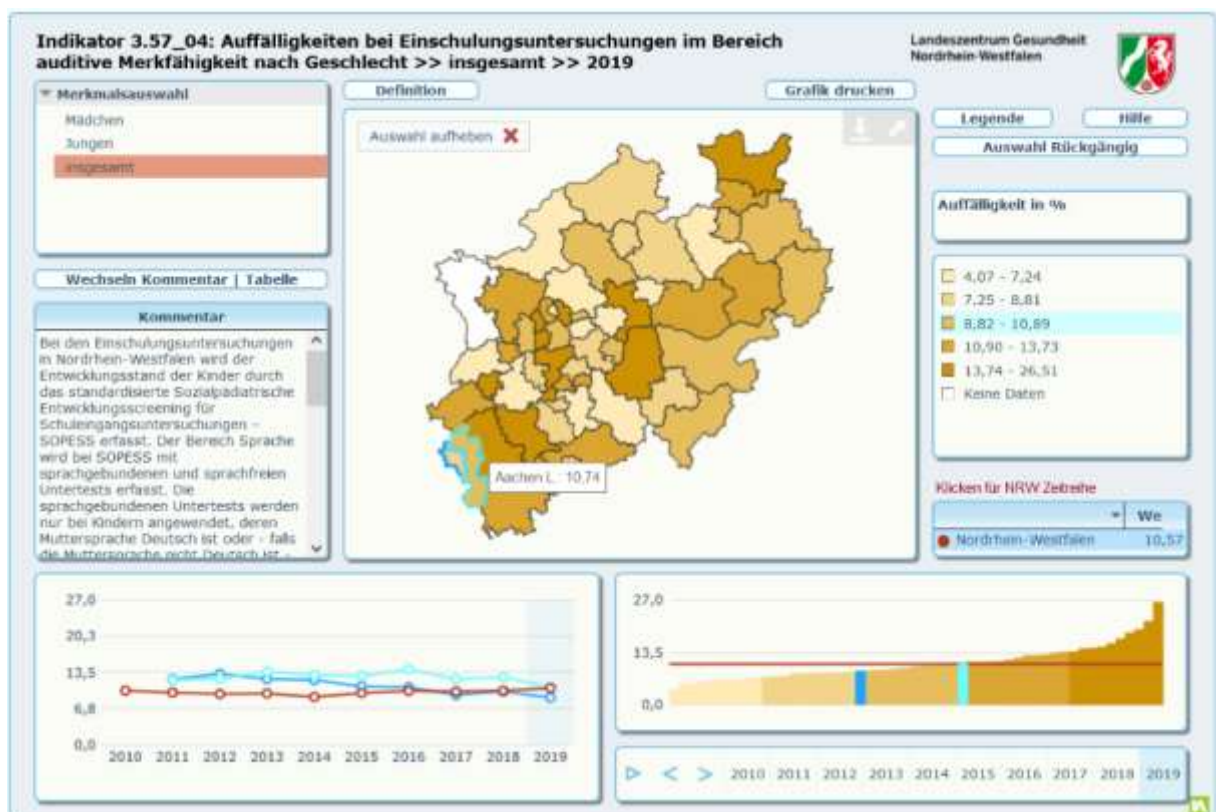 Indikator 3.57_04: Auffälligkeiten bei Einschulungsuntersuchungen im Bereich
auditive Merkfähigkeit nach Geschlecht >> insgesamt >> 2019
Landeszentrum Gesundheit
Nordrhein-Westfalen
Merkmalsauswahl
Mädchen
Jungen
insgesamt
Definition
Grafik drucken
Auswahl aufheben
Legende
Hilfe
Auswahl Rückgängig
Auffälligkeit in %
4,07 - 7,24
7,25 - 8,81
8,82 - 10,89
10,90 - 13,73
13,74 - 26,51
Keine Daten
Wechseln Kommentar | Tabelle
Kommentar
Bei den Einschulungsuntersuchungen
in Nordrhein-Westfalen wird der
Entwicklungsstand der Kinder durch
das standardisierte Sozialpädiatrische
Entwicklungsscreening für
Schuleingangsuntersuchungen –
SOPESS erfasst. Der Bereich Sprache
wird bei SOPESS mit
sprachgebundenen und sprachfreien
Untertests erfasst. Die
sprachgebundenen Untertests werden
nur bei Kindern angewendet, deren
Muttersprache Deutsch ist oder - falls
die Muttersprache nicht Deutsch ist -
Aachen L.: 10,74
Klicken für NRW Zeitreihe
We
Nordrhein-Westfalen 10,57
27,0
20,3
13,5
6,8
0,0
2010 2011 2012 2013 2014 2015 2016 2017 2018 2019
27,0
13,5
0,0
2010 2011 2012 2013 2014 2015 2016 2017 2018 2019